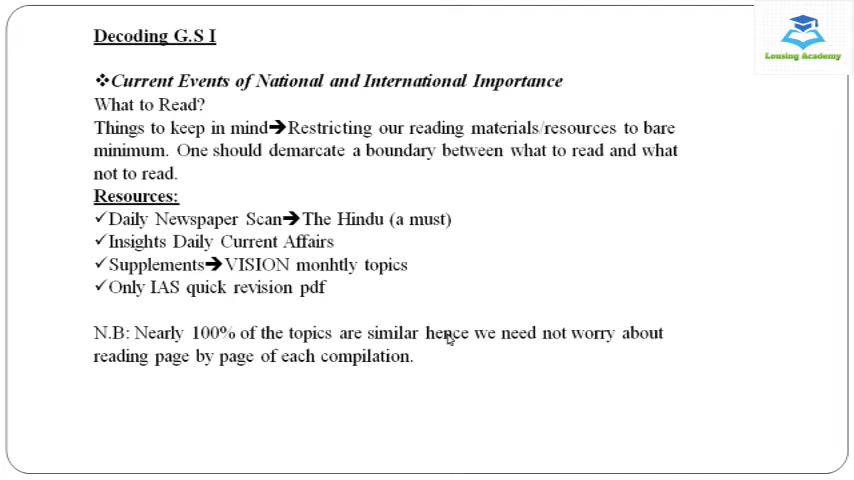 Decoding G.S I
Lousing Academy
❖Current Events of National and International Importance
What to Read?
Things to keep in mind➔Restricting our reading materials/resources to bare
minimum. One should demarcate a boundary between what to read and what
not to read.
Resources:
✓Daily Newspaper Scan➔The Hindu (a must)
✓Insights Daily Current Affairs
✓Supplements➔VISION monhtly topics
✓Only IAS quick revision pdf
N.B: Nearly 100% of the topics are similar hence we need not worry about
reading page by page of each compilation.